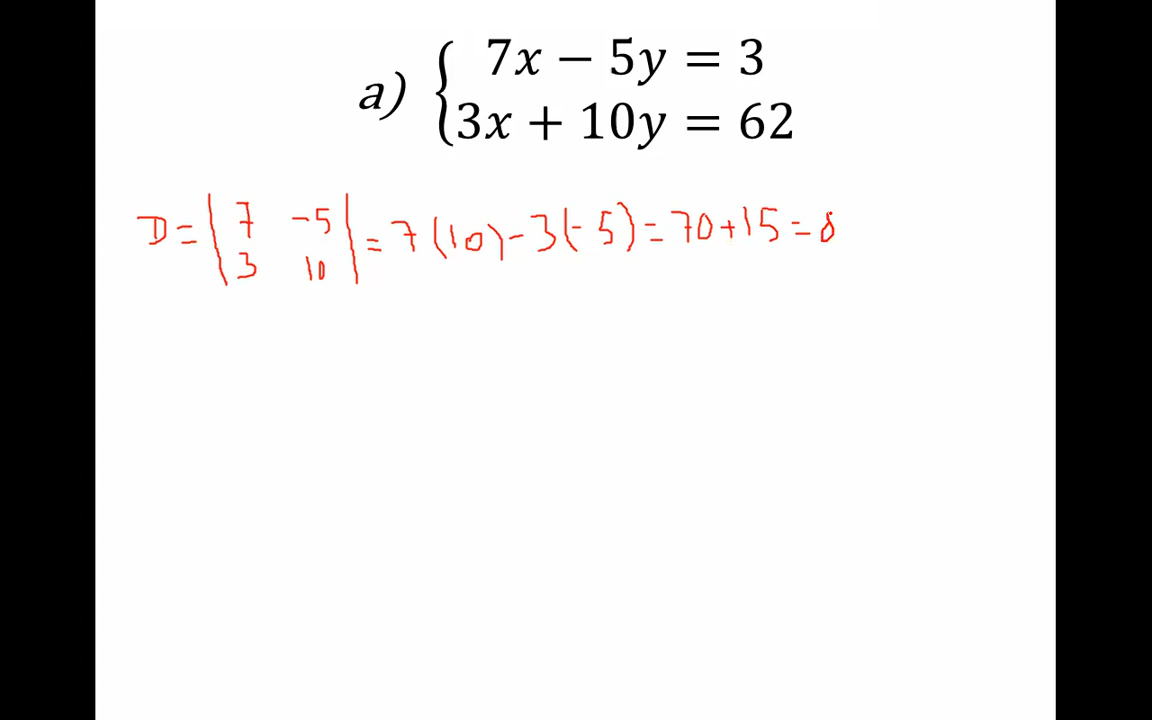 a) { 7x − 5y = 3
3x + 10y = 62
D = | 7 -5 | = 7(10) - 3(-5) = 70 + 15 = 8
3 10